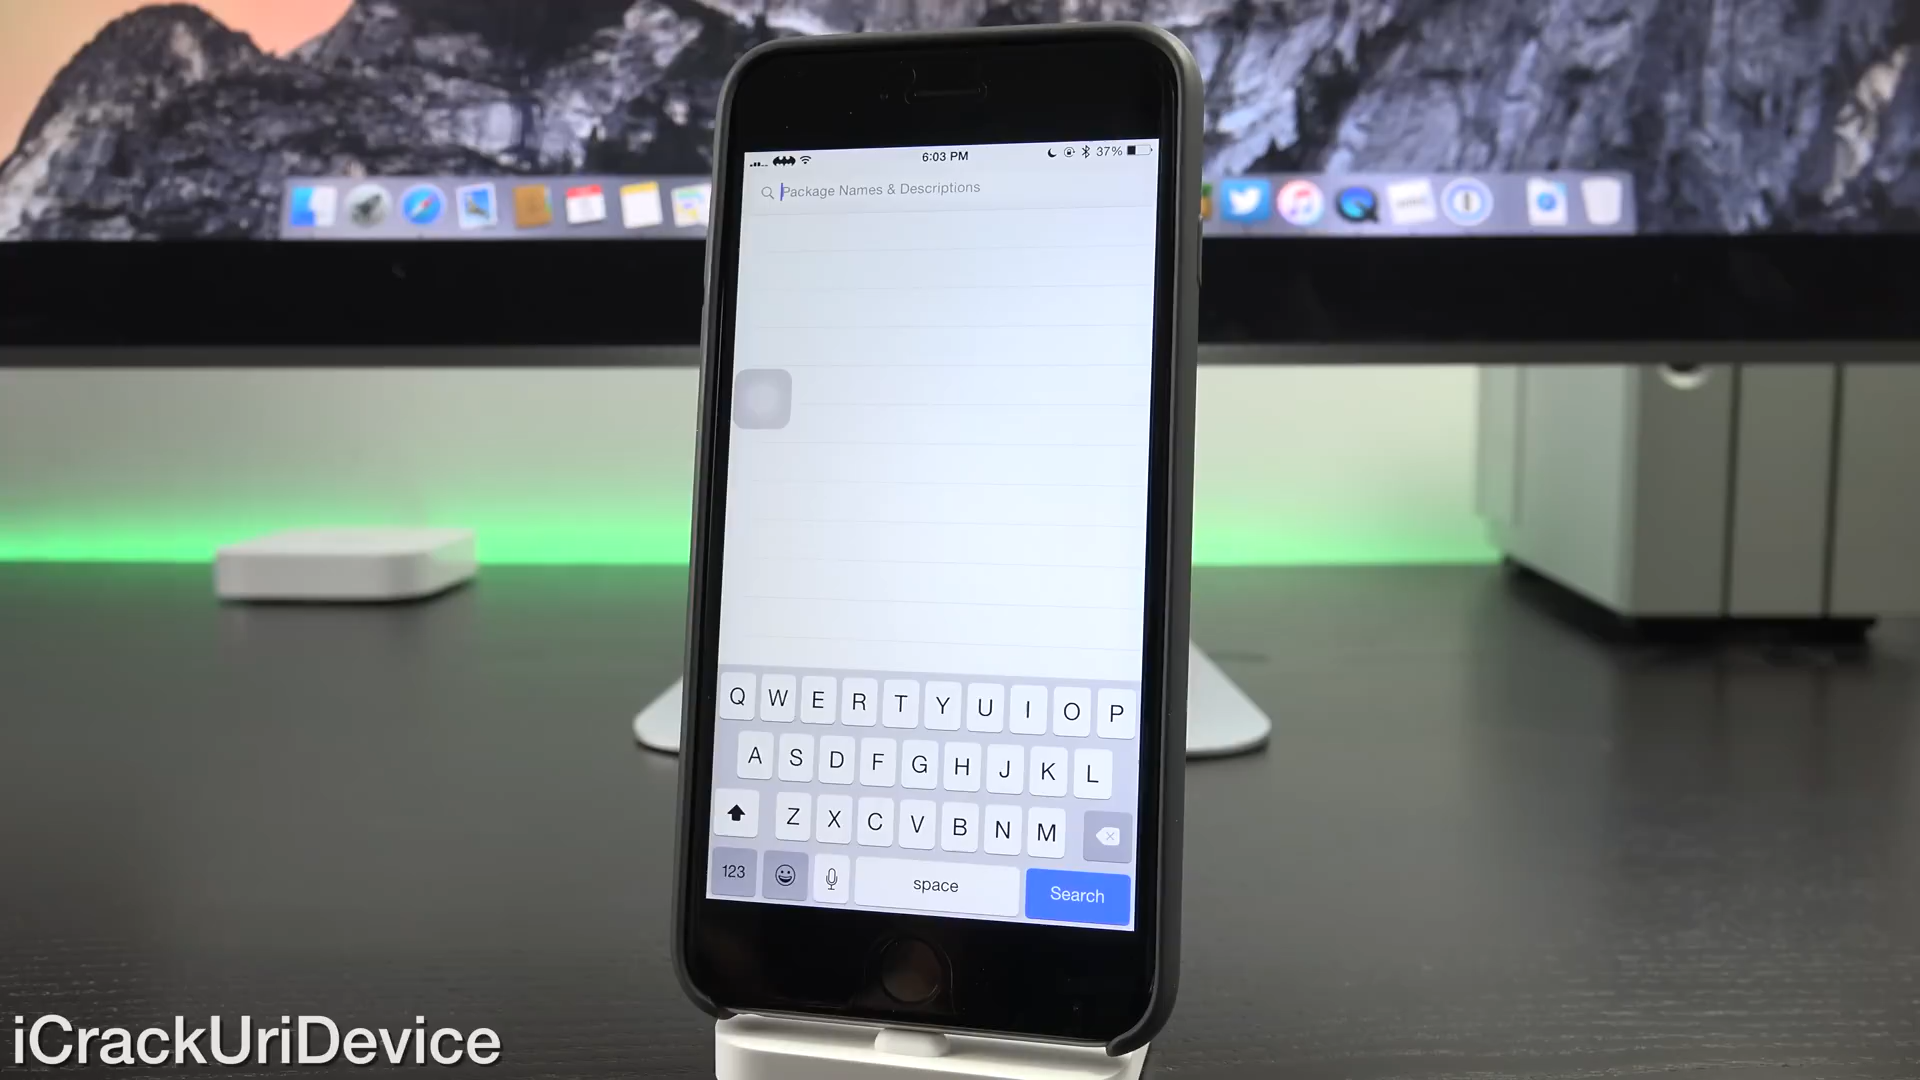 6:03 PM
37%
Package Names & Descriptions
Q W E R T Y U I O P
A S D F G H J K L
Z X C V B N M
123
space
Search
iCrackUriDevice